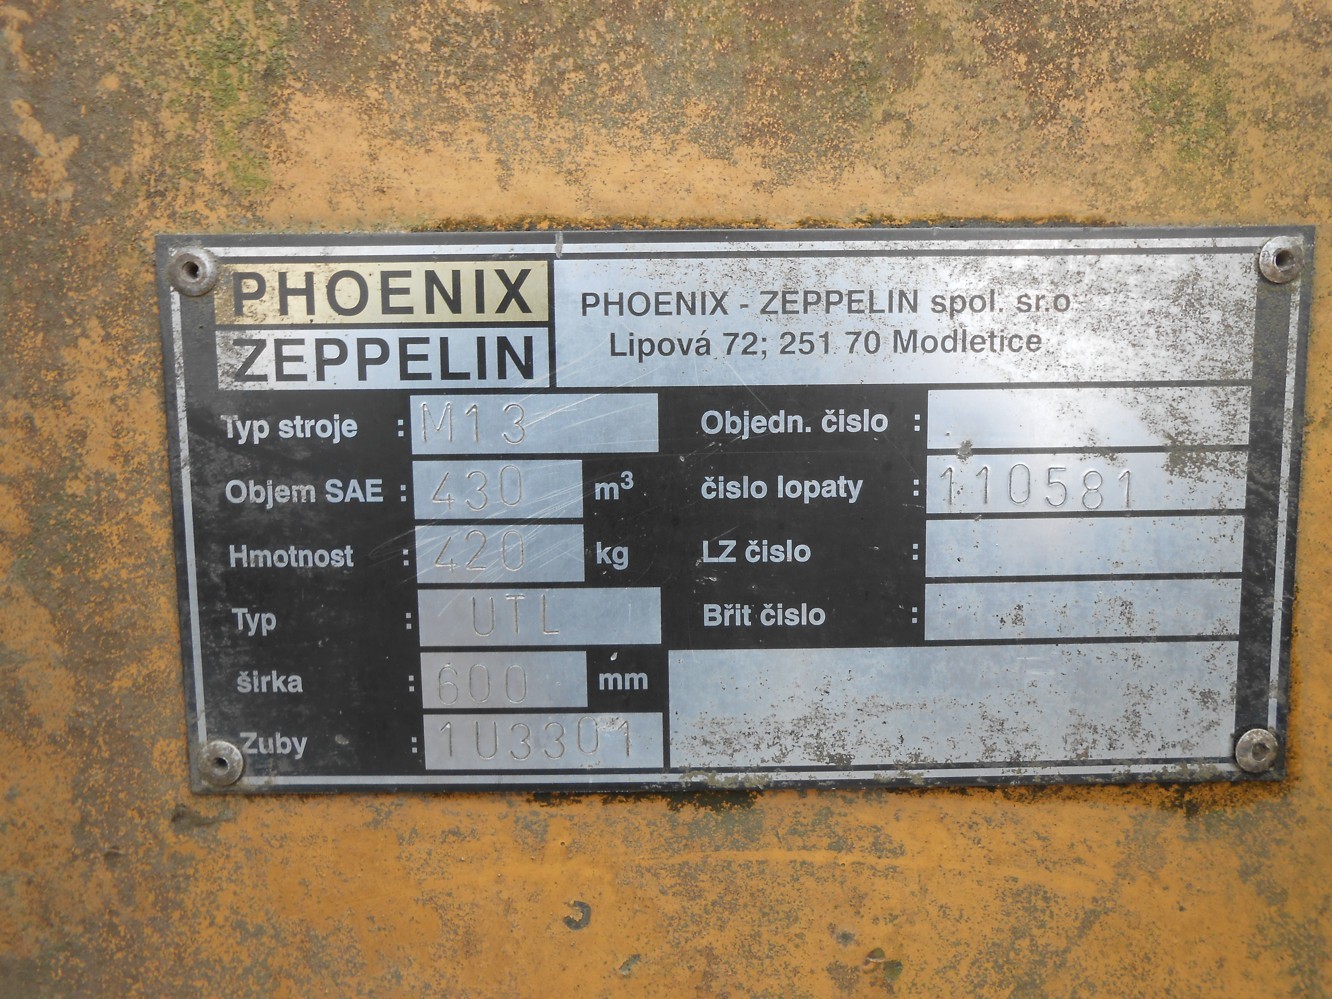 PHOENIX
ZEPPELIN
PHOENIX - ZEPPELIN spol. sr.o
Lipová 72; 251 70 Modletice
Typ stroje : M13
Objem SAE : 430 m³
Hmotnost : 420 kg
Typ : UTL
širka : 600 mm
Zuby : 1U3301
Objedn. čislo :
čislo lopaty : 110581
LZ čislo :
Břit čislo :